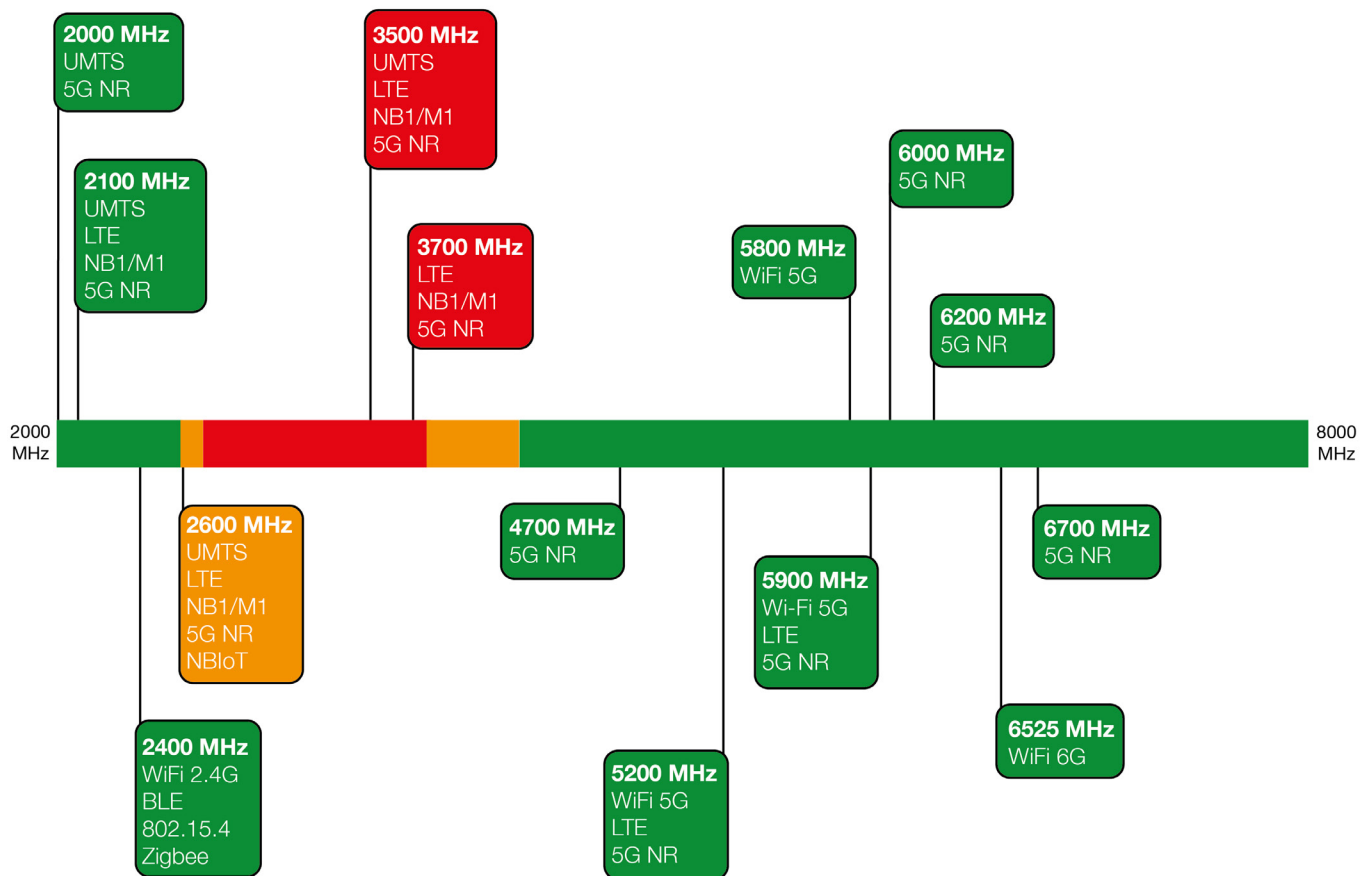 2000 MHz
UMTS
5G NR
2100 MHz
UMTS
LTE
NB1/M1
5G NR
3500 MHz
UMTS
LTE
NB1/M1
5G NR
3700 MHz
LTE
NB1/M1
5G NR
5800 MHz
WiFi 5G
6000 MHz
5G NR
6200 MHz
5G NR
2000
MHz
8000
MHz
2400 MHz
WiFi 2.4G
BLE
802.15.4
Zigbee
2600 MHz
UMTS
LTE
NB1/M1
5G NR
NBIoT
4700 MHz
5G NR
5200 MHz
WiFi 5G
LTE
5G NR
5900 MHz
Wi-Fi 5G
LTE
5G NR
6525 MHz
WiFi 6G
6700 MHz
5G NR